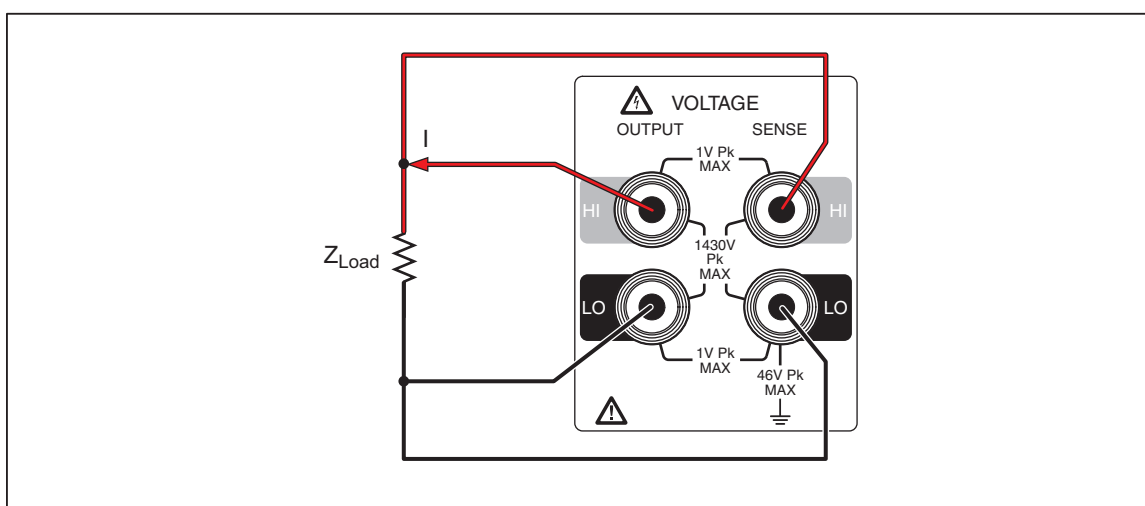 VOLTAGE
OUTPUT SENSE
I
1V Pk
MAX
HI HI
Z Load
1430V
Pk
MAX
LO LO
1V Pk
MAX
46V Pk
MAX